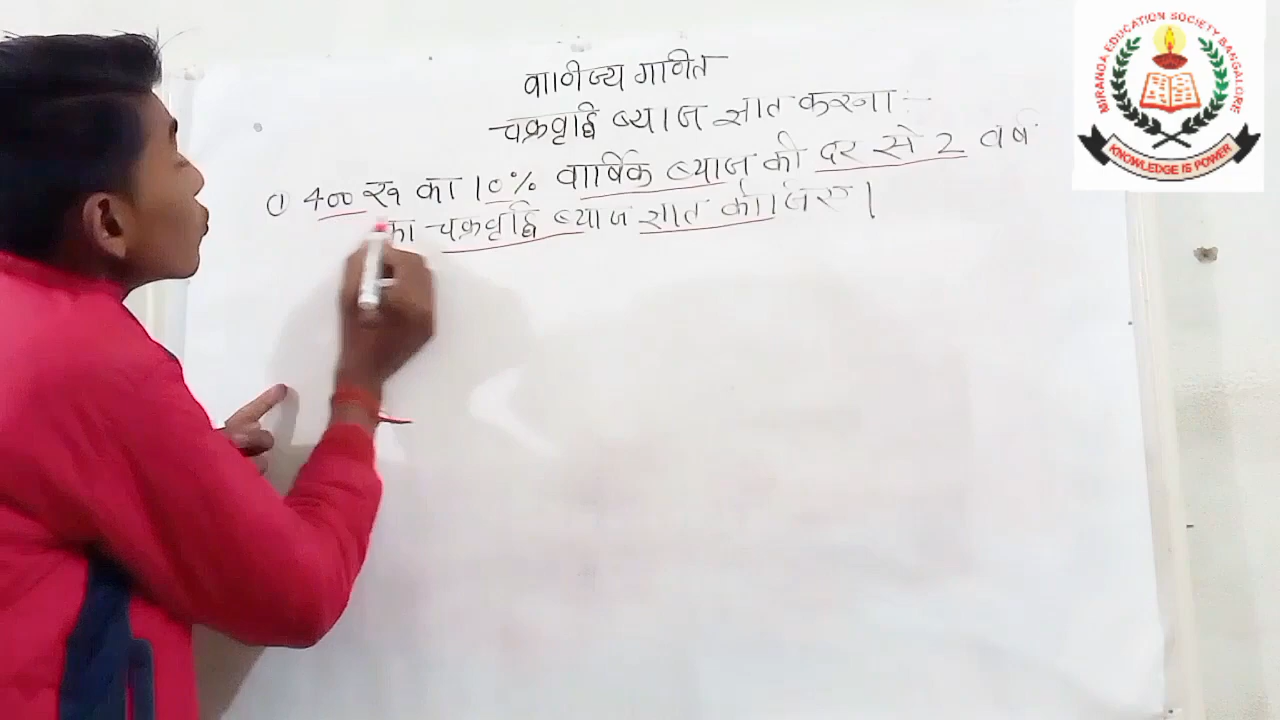 वाणिज्य गणित
चक्रवृद्धि ब्याज ज्ञात करना :-
① 400 रु का 10% वार्षिक ब्याज की दर से 2 वर्ष
का चक्रवृद्धि ब्याज ज्ञात कीजिए।
MIRANDA EDUCATION SOCIETY BANGALORE
KNOWLEDGE IS POWER